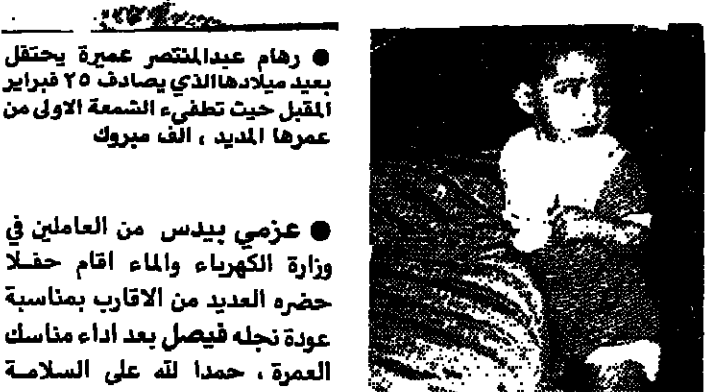 ● رهام عبدالمنتصر عميرة يحتفل
بعيد ميلادهاالذي يصادف ٢٥ فبراير
المقبل حيث تطفيء الشمعة الاولى من
عمرها المديد ، الف مبروك
● عزمي بيدس من العاملين في
وزارة الكهرباء والماء اقام حفلا
حضره العديد من الاقارب بمناسبة
عودة نجله فيصل بعد اداء مناسك
العمرة ، حمدا لله على السلامة